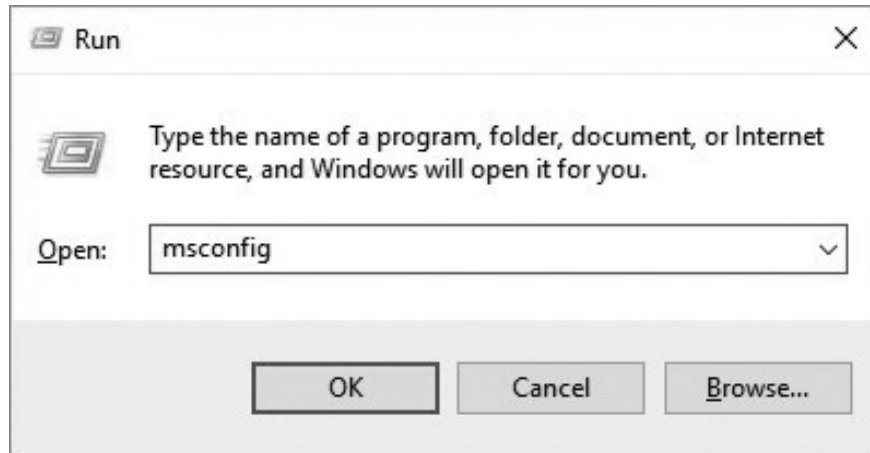 Run
Type the name of a program, folder, document, or Internet
resource, and Windows will open it for you.
Open: msconfig
OK Cancel Browse...